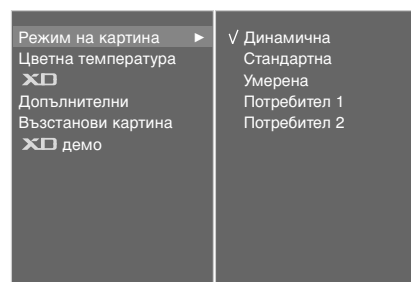 Режим на картина ►
Цветна температура
XD
Допълнителни
Възстанови картина
XD демо
√ Динамична
Стандартна
Умерена
Потребител 1
Потребител 2